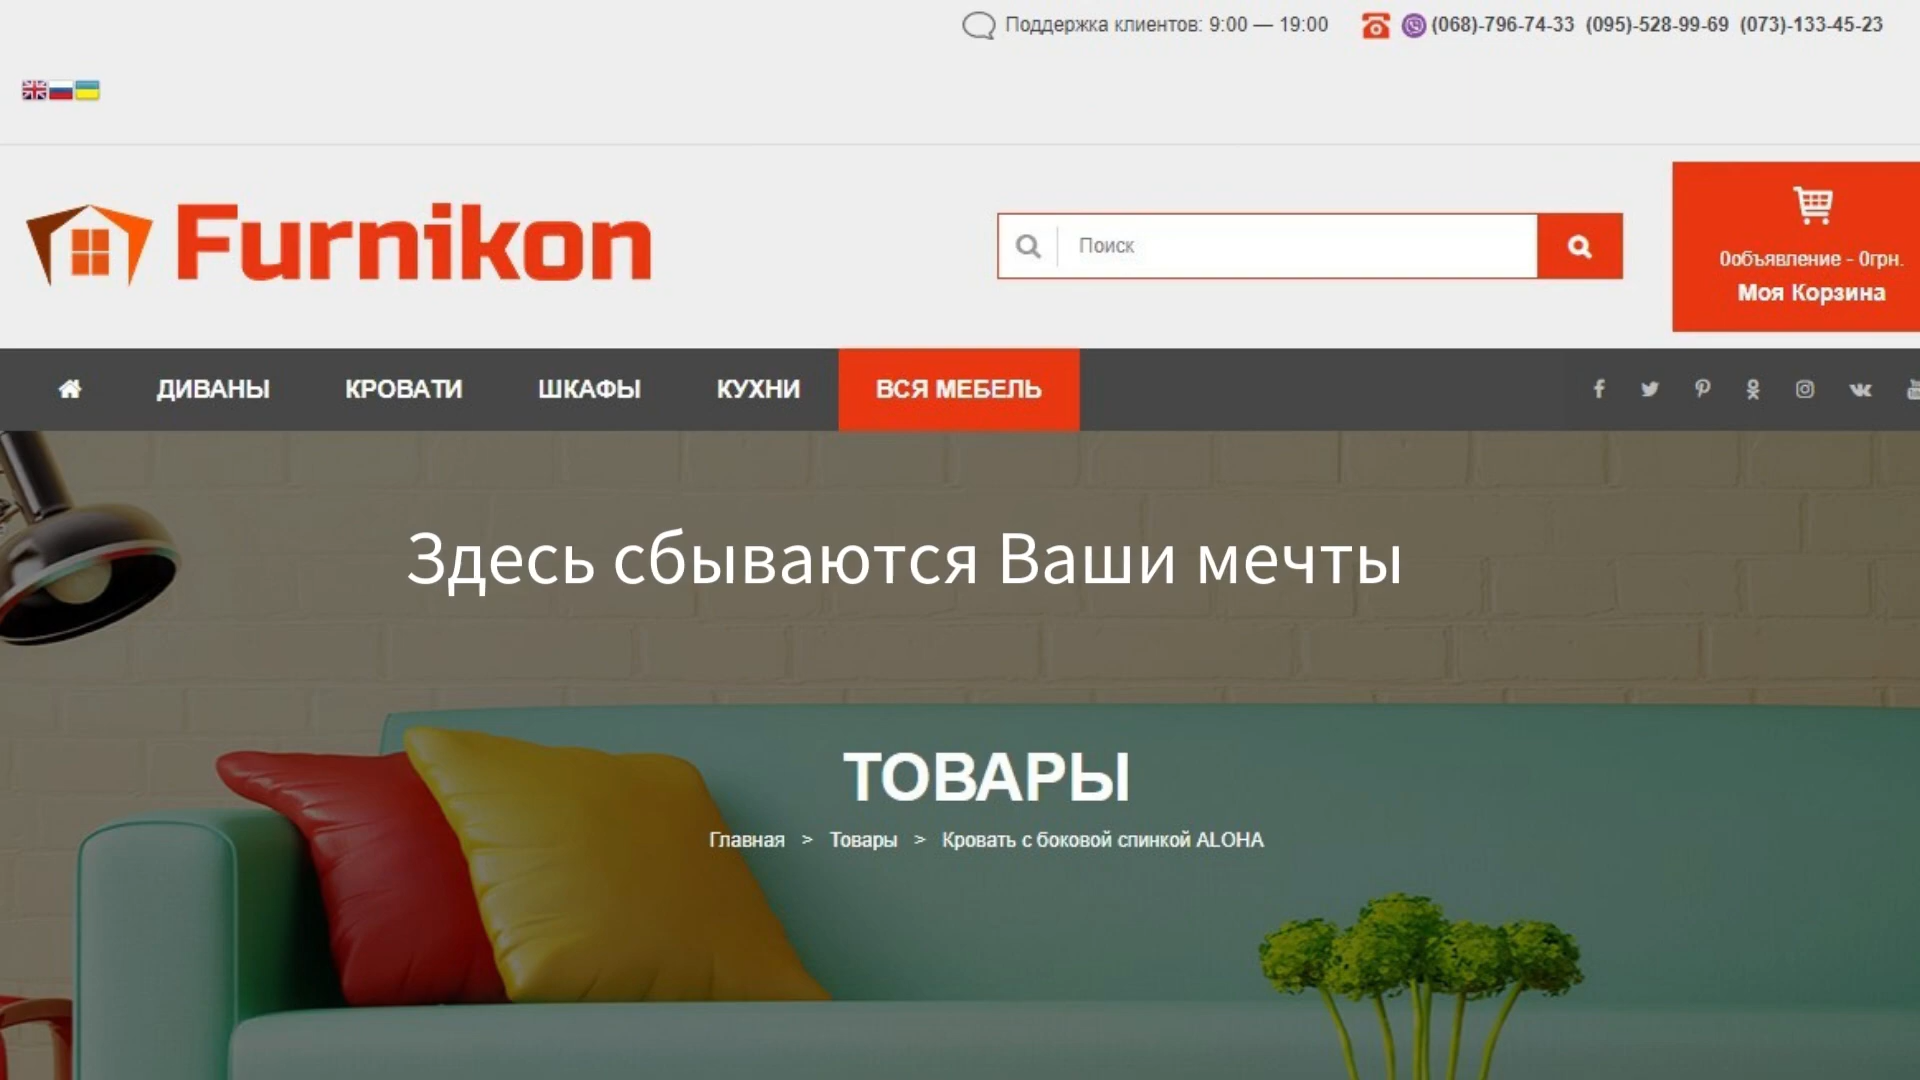 Поддержка клиентов: 9:00 — 19:00 (068)-796-74-33 (095)-528-99-69 (073)-133-45-23
Furnikon
Поиск
0объявление - 0грн.
Моя Корзина
ДИВАНЫ КРОВАТИ ШКАФЫ КУХНИ ВСЯ МЕБЕЛЬ
Здесь сбываются Ваши мечты
ТОВАРЫ
Главная > Товары > Кровать с боковой спинкой ALOHA